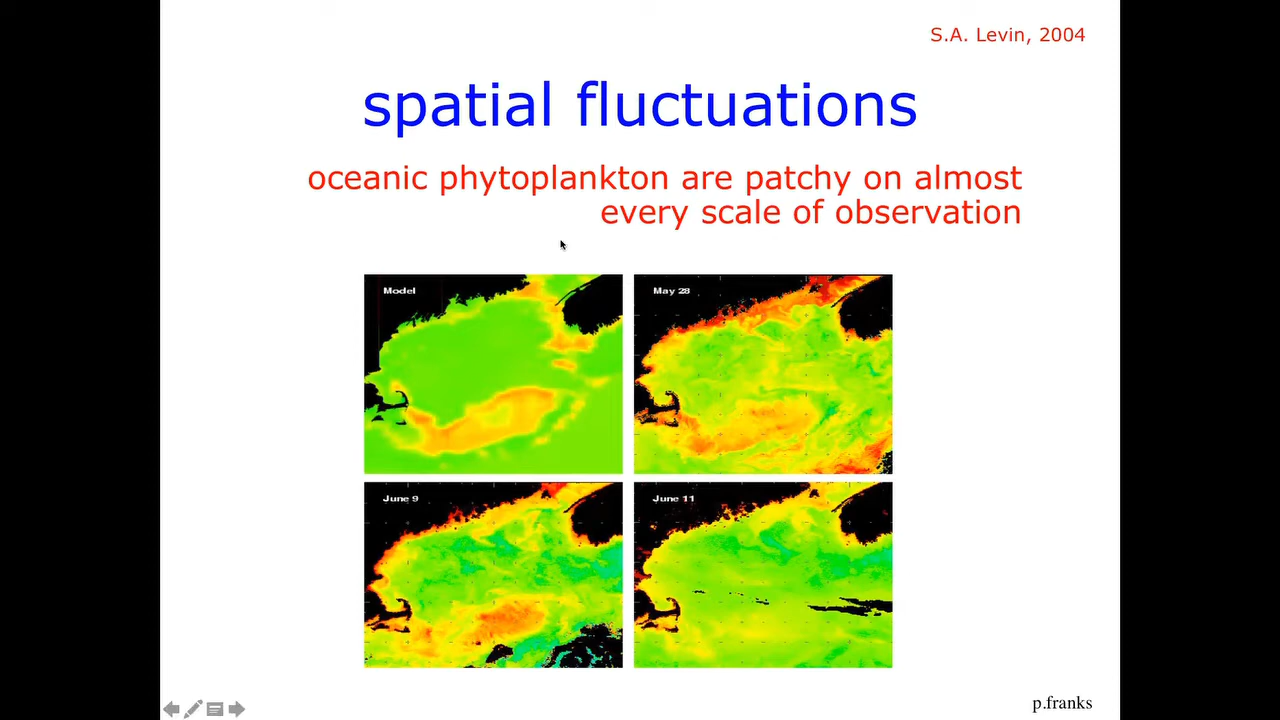 S.A. Levin, 2004
spatial fluctuations
oceanic phytoplankton are patchy on almost
every scale of observation
Model
May 28
June 9
June 11
p.franks